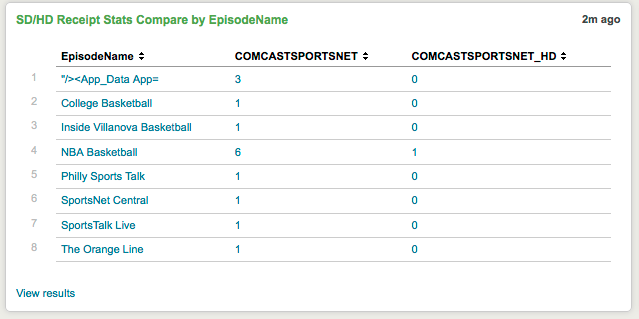 SD/HD Receipt Stats Compare by EpisodeName 2m ago
EpisodeName COMCASTSPORTSNET COMCASTSPORTSNET_HD
1 "/><App_Data App= 3 0
2 College Basketball 1 0
3 Inside Villanova Basketball 1 0
4 NBA Basketball 6 1
5 Philly Sports Talk 1 0
6 SportsNet Central 1 0
7 SportsTalk Live 1 0
8 The Orange Line 1 0
View results